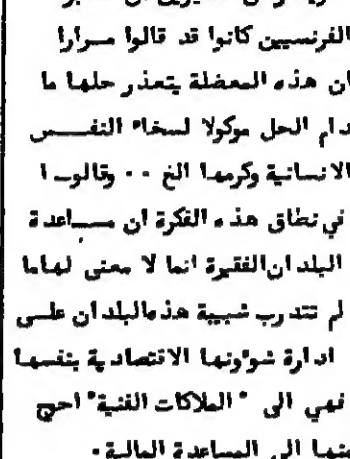 الفرنسيين كانوا قد قالوا مرارا
ان هذه المعضلة يتعذر حلها ما
دام الحل موكولا لسخاء النفس
الانسانية وكرمها الخ .. وقالوا
في نطاق هذه الفكرة ان مساعدة
البلدان الفقيرة انما لا معنى لها ما
لم تتدرب شبيبة هذه البلدان على
ادارة شوونها الاقتصادية بنفسها
فهي الى "الملاكات الفنية" احوج
منها الى المساعدة المالية.